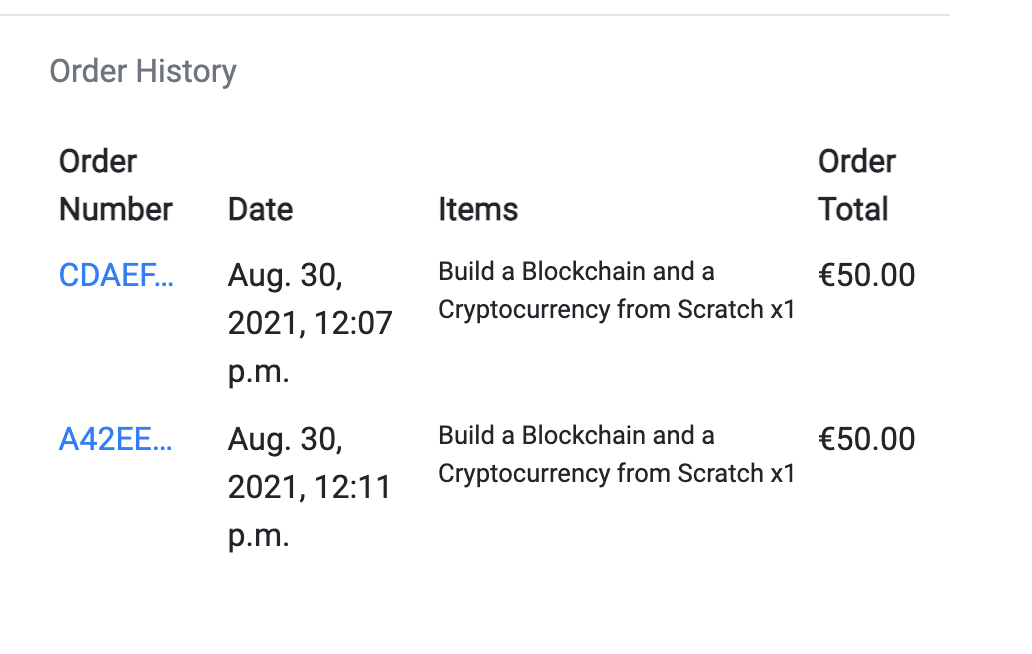 Order History
Order Number Date Items Order Total
CDAEF... Aug. 30, 2021, 12:07 p.m. Build a Blockchain and a Cryptocurrency from Scratch x1 €50.00
A42EE... Aug. 30, 2021, 12:11 p.m. Build a Blockchain and a Cryptocurrency from Scratch x1 €50.00